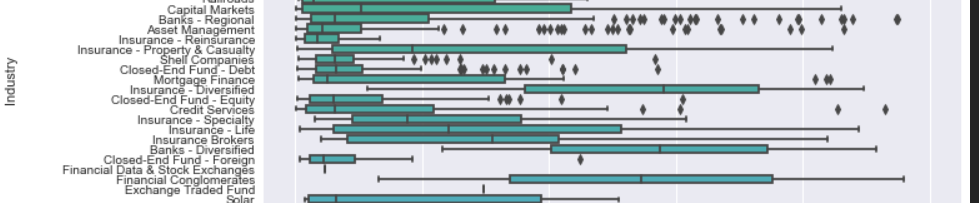 Railroads
Capital Markets
Banks - Regional
Asset Management
Insurance - Reinsurance
Insurance - Property & Casualty
Shell Companies
Closed-End Fund - Debt
Mortgage Finance
Insurance - Diversified
Closed-End Fund - Equity
Credit Services
Insurance - Specialty
Insurance - Life
Insurance Brokers
Banks - Diversified
Closed-End Fund - Foreign
Financial Data & Stock Exchanges
Financial Conglomerates
Exchange Traded Fund
Solar
Industry